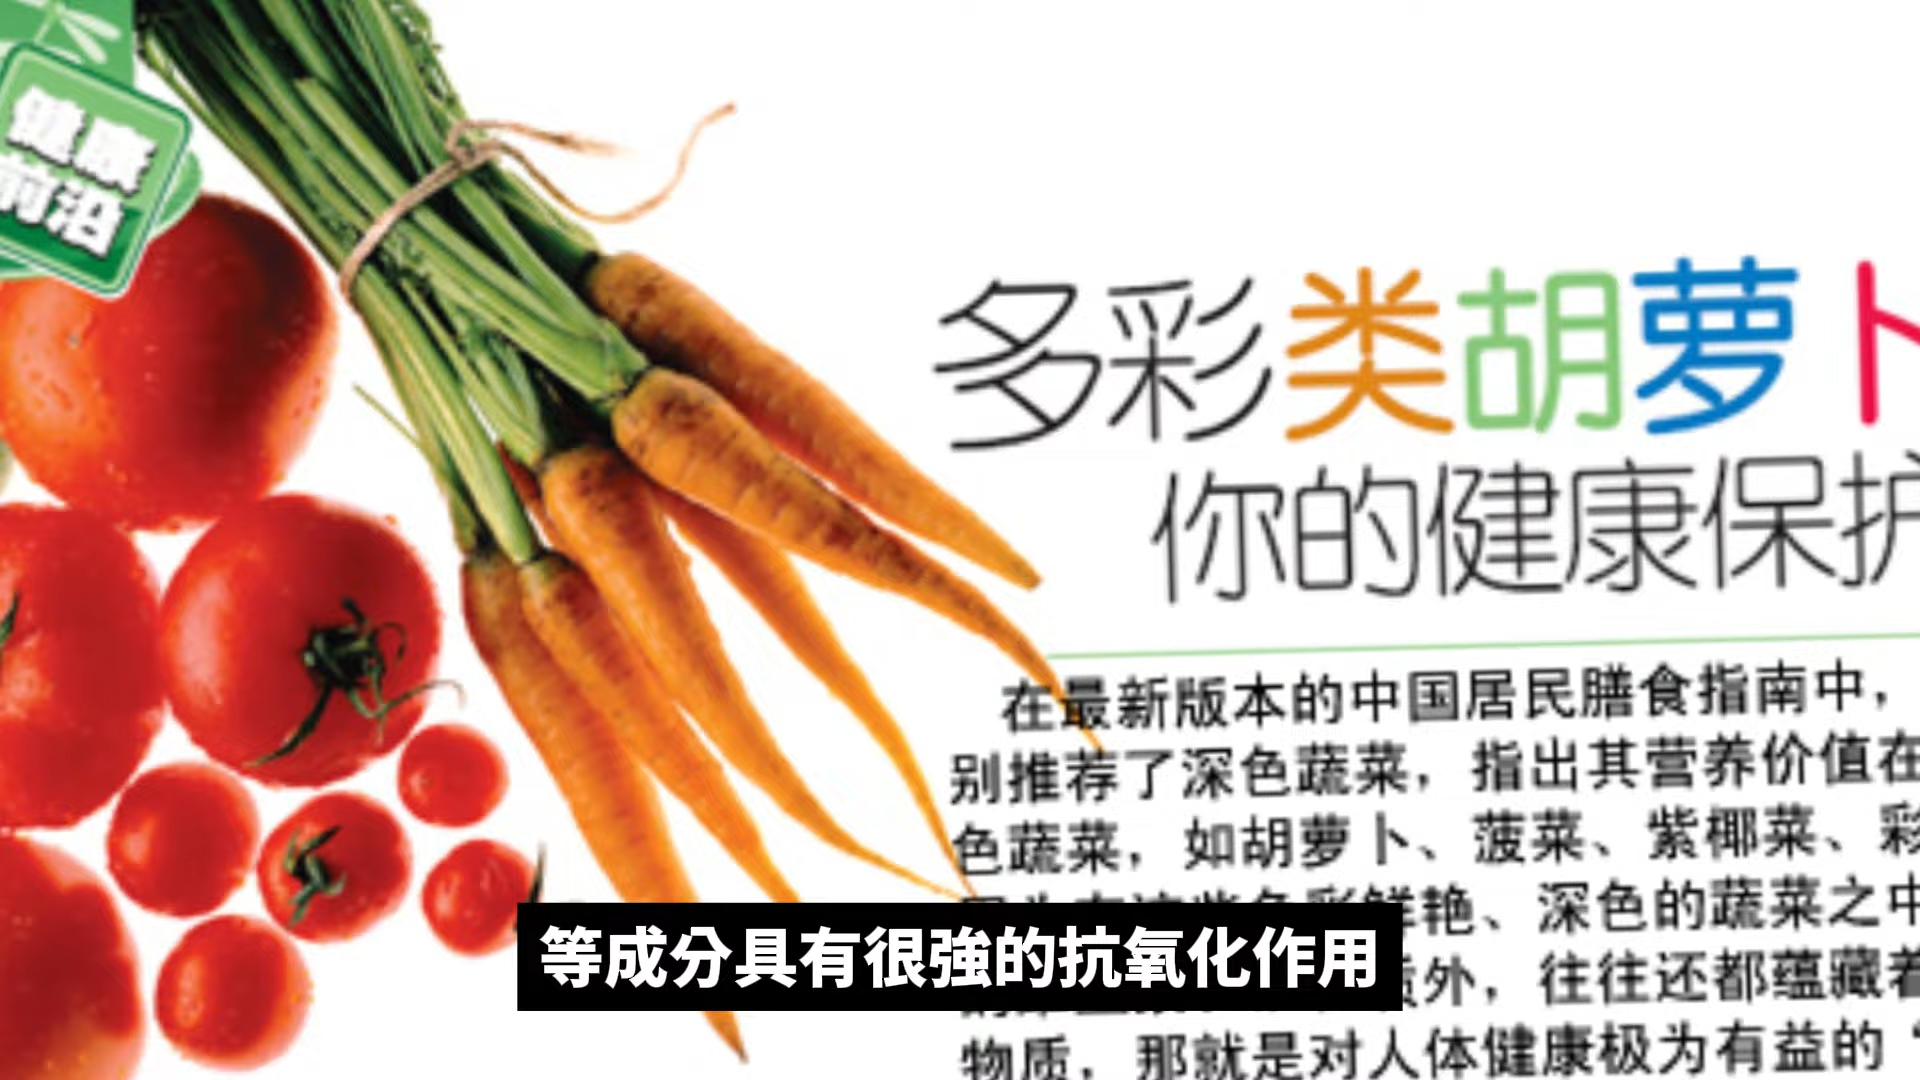 健康
前沿
多彩类胡萝卜
你的健康保护
在最新版本的中国居民膳食指南中，
别推荐了深色蔬菜，指出其营养价值在
色蔬菜，如胡萝卜、菠菜、紫椰菜、彩
鲜艳、深色的蔬菜之中
质外，往往还都蕴藏着
物质，那就是对人体健康极为有益的“
等成分具有很強的抗氧化作用